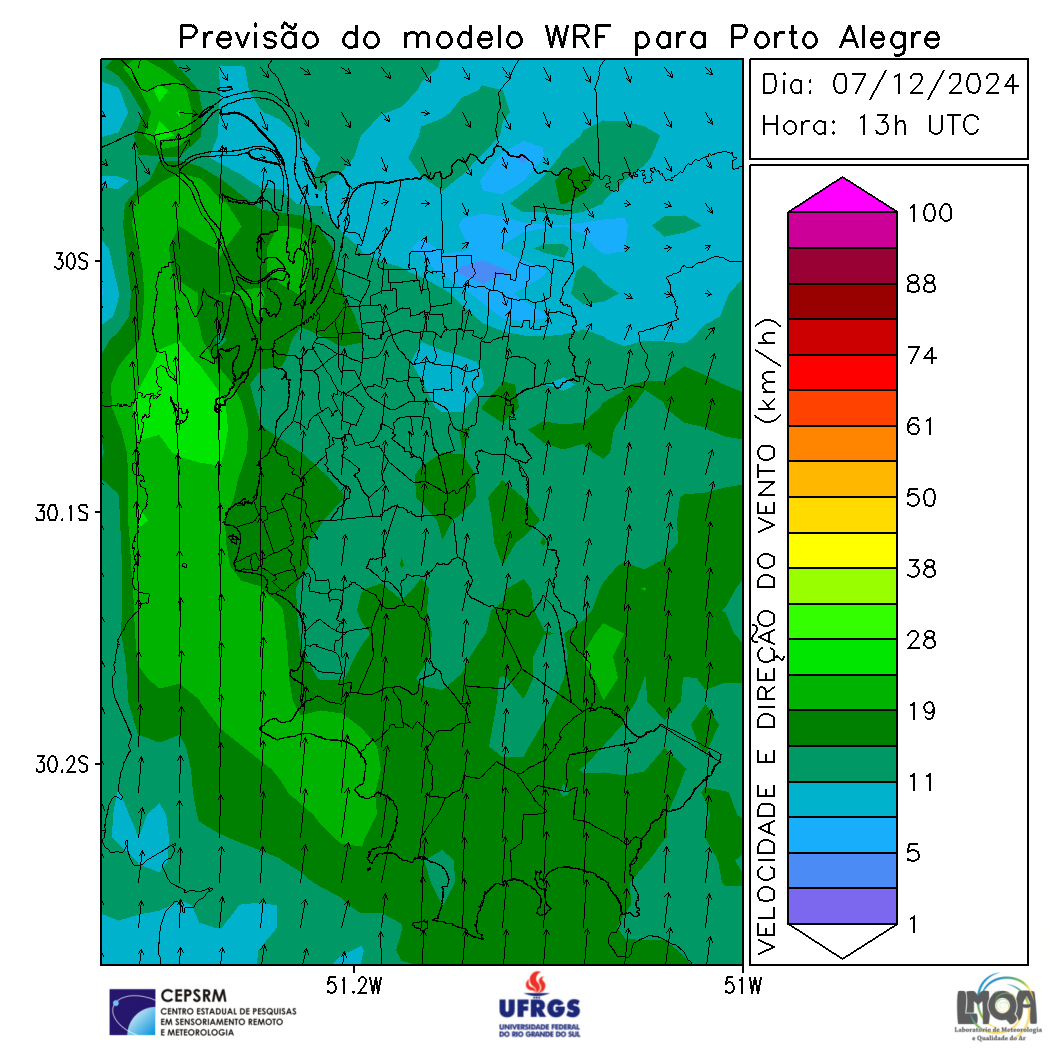 Previsão do modelo WRF para Porto Alegre
Dia: 07/12/2024
Hora: 13h UTC
30S
30.1S
30.2S
51.2W
51W
VELOCIDADE E DIREÇÃO DO VENTO (km/h)
100
88
74
61
50
38
28
19
11
5
1
CEPSRM
CENTRO ESTADUAL DE PESQUISAS
EM SENSORIAMENTO REMOTO
E METEOROLOGIA
UFRGS
UNIVERSIDADE FEDERAL
DO RIO GRANDE DO SUL
LMQA
Laboratório de Meteorologia
e Qualidade do Ar